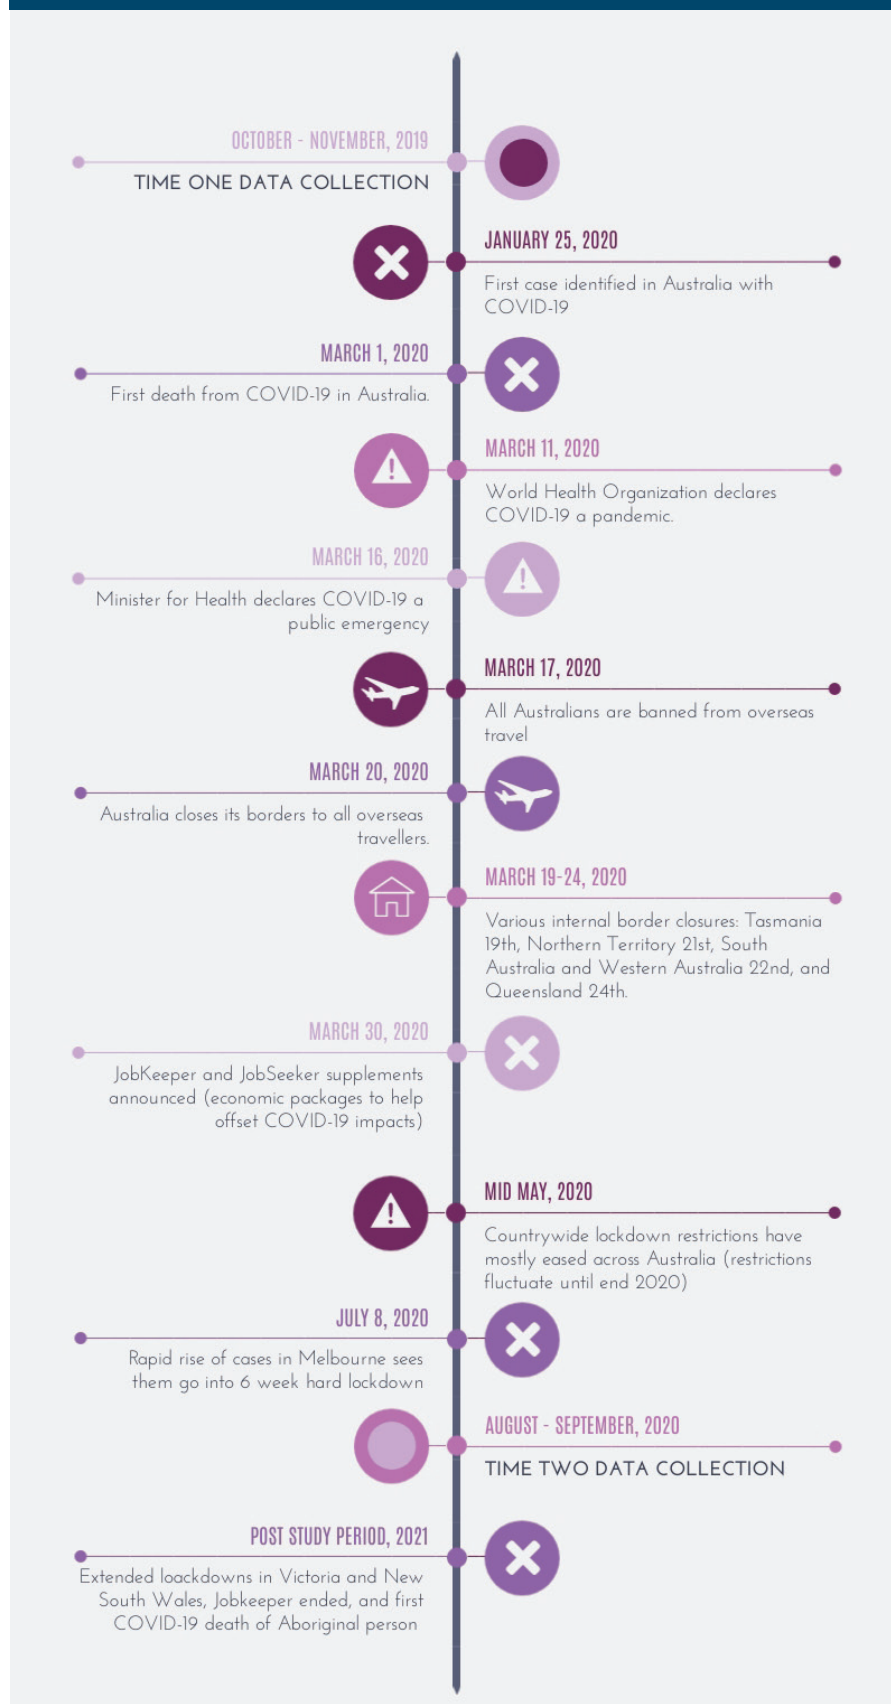 OCTOBER - NOVEMBER, 2019
TIME ONE DATA COLLECTION
JANUARY 25, 2020
First case identified in Australia with
COVID-19
MARCH 1, 2020
First death from COVID-19 in Australia.
MARCH 11, 2020
World Health Organization declares
COVID-19 a pandemic.
MARCH 16, 2020
Minister for Health declares COVID-19 a
public emergency
MARCH 17, 2020
All Australians are banned from overseas
travel
MARCH 20, 2020
Australia closes its borders to all overseas
travellers.
MARCH 19-24, 2020
Various internal border closures: Tasmania
19th, Northern Territory 21st, South
Australia and Western Australia 22nd, and
Queensland 24th.
MARCH 30, 2020
JobKeeper and JobSeeker supplements
announced (economic packages to help
offset COVID-19 impacts)
MID MAY, 2020
Countrywide lockdown restrictions have
mostly eased across Australia (restrictions
fluctuate until end 2020)
JULY 8, 2020
Rapid rise of cases in Melbourne sees
them go into 6 week hard lockdown
AUGUST - SEPTEMBER, 2020
TIME TWO DATA COLLECTION
POST STUDY PERIOD, 2021
Extended loackdowns in Victoria and New
South Wales, Jobkeeper ended, and first
COVID-19 death of Aboriginal person